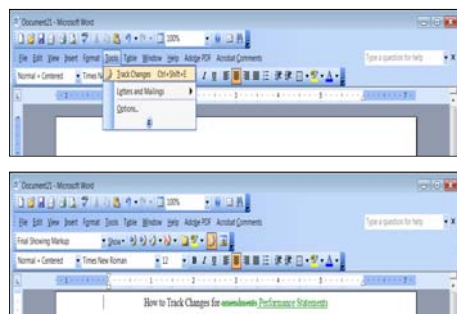 Document21 - Microsoft Word
100%
File Edit View Insert Format Tools Table Window Help Adobe PDF Acrobat Comments
Type a question for help
Normal + Centered Times N
Track Changes Ctrl+Shift+E
Letters and Mailings
Options...
Document21 - Microsoft Word
100%
File Edit View Insert Format Tools Table Window Help Adobe PDF Acrobat Comments
Type a question for help
Final Showing Markup Show
Normal + Centered Times New Roman 12 B I U
How to Track Changes for amendments Performance Statements